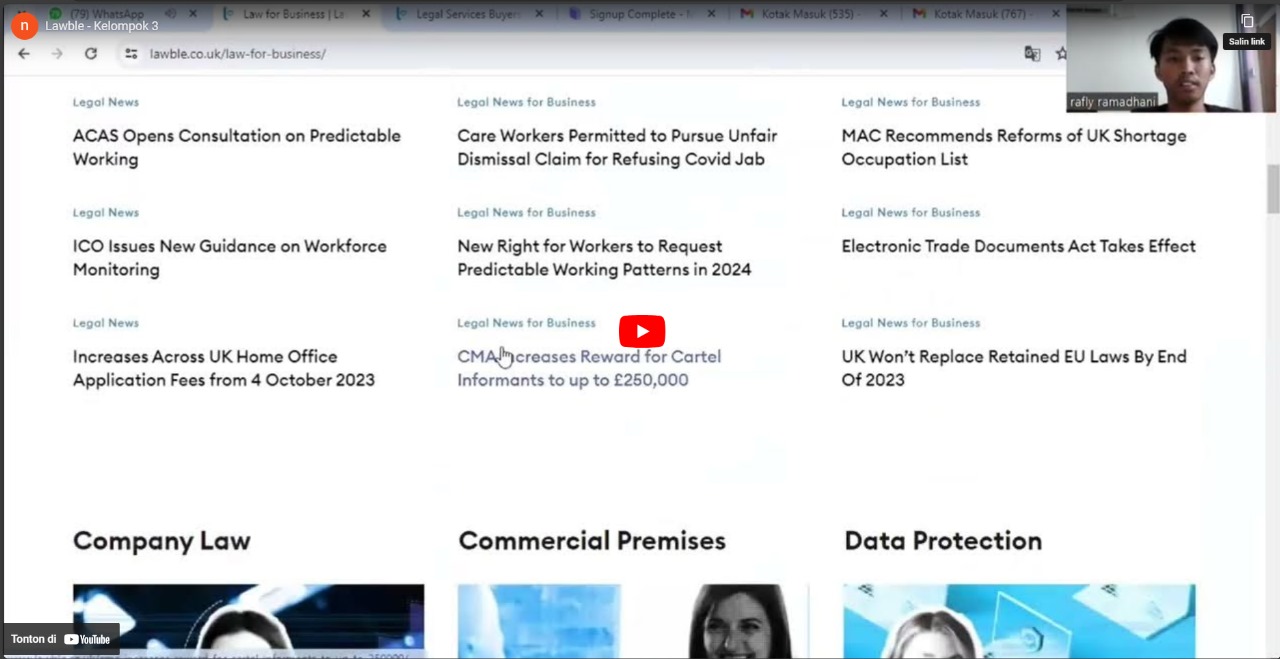 (79) WhatsApp
Law for Business | Le
Legal Services Buyers
Signup Complete -
Kotak Masuk (535) -
Kotak Masuk (767) -
n
Lawble - Kelompok 3
Salin link
lawble.co.uk/law-for-business/
rafly ramadhani
Legal News
ACAS Opens Consultation on Predictable
Working
Legal News for Business
Care Workers Permitted to Pursue Unfair
Dismissal Claim for Refusing Covid Jab
Legal News for Business
MAC Recommends Reforms of UK Shortage
Occupation List
Legal News
ICO Issues New Guidance on Workforce
Monitoring
Legal News for Business
New Right for Workers to Request
Predictable Working Patterns in 2024
Legal News for Business
Electronic Trade Documents Act Takes Effect
Legal News
Increases Across UK Home Office
Application Fees from 4 October 2023
Legal News for Business
CMA Increases Reward for Cartel
Informants to up to £250,000
Legal News for Business
UK Won’t Replace Retained EU Laws By End
Of 2023
Company Law
Commercial Premises
Data Protection
Tonton di YouTube